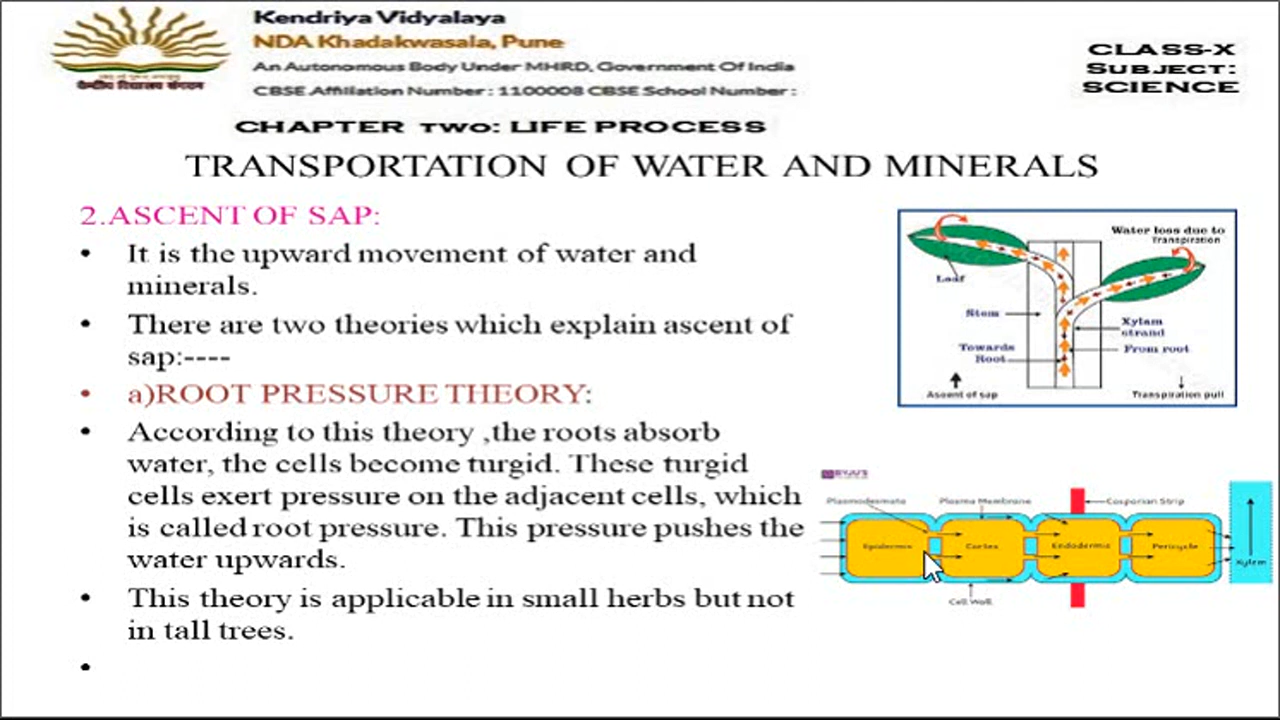 Kendriya Vidyalaya
NDA Khadakwasala, Pune
An Autonomous Body Under MHRD, Government Of India
CBSE Affiliation Number : 1100008 CBSE School Number :
केन्द्रीय विद्यालय संगठन
CLASS-X
SUBJECT:
SCIENCE
CHAPTER TWO: LIFE PROCESS
TRANSPORTATION OF WATER AND MINERALS
2.ASCENT OF SAP:
• It is the upward movement of water and
minerals.
• There are two theories which explain ascent of
sap:----
• a)ROOT PRESSURE THEORY:
• According to this theory ,the roots absorb
water, the cells become turgid. These turgid
cells exert pressure on the adjacent cells, which
is called root pressure. This pressure pushes the
water upwards.
• This theory is applicable in small herbs but not
in tall trees.
•
Water loss due to
Transpiration
Leaf
Stem
Xylam
strand
Towards
Root
From root
Ascent of sap
Transpiration pull
BYJU'S
Plasmodesmata
Plasma Membrane
Casparian Strip
Epidermis
Cortex
Endodermis
Pericycle
Xylem
Cell Wall